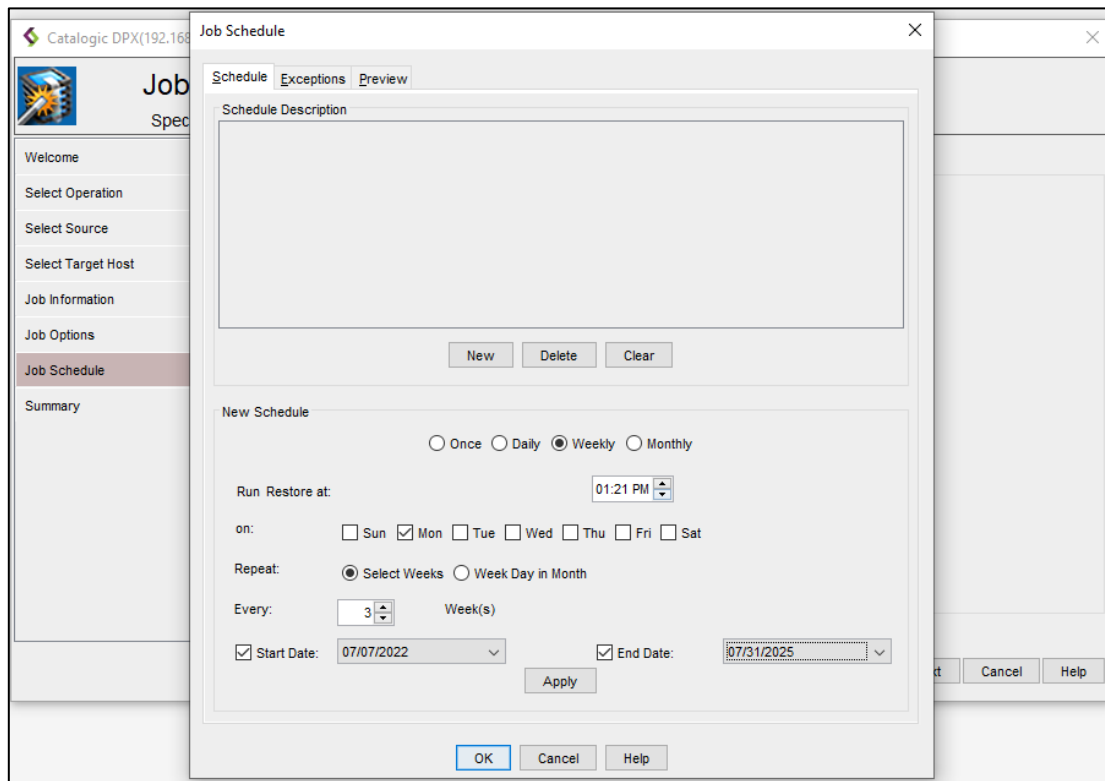 Catalogic DPX(192.168
Job Schedule
Job
Spec
Welcome
Select Operation
Select Source
Select Target Host
Job Information
Job Options
Job Schedule
Summary
Schedule Exceptions Preview
Schedule Description
New Delete Clear
New Schedule
Once Daily Weekly Monthly
Run Restore at: 01:21 PM
on: Sun Mon Tue Wed Thu Fri Sat
Repeat: Select Weeks Week Day in Month
Every: 3 Week(s)
Start Date: 07/07/2022 End Date: 07/31/2025
Apply
OK Cancel Help
Cancel Help